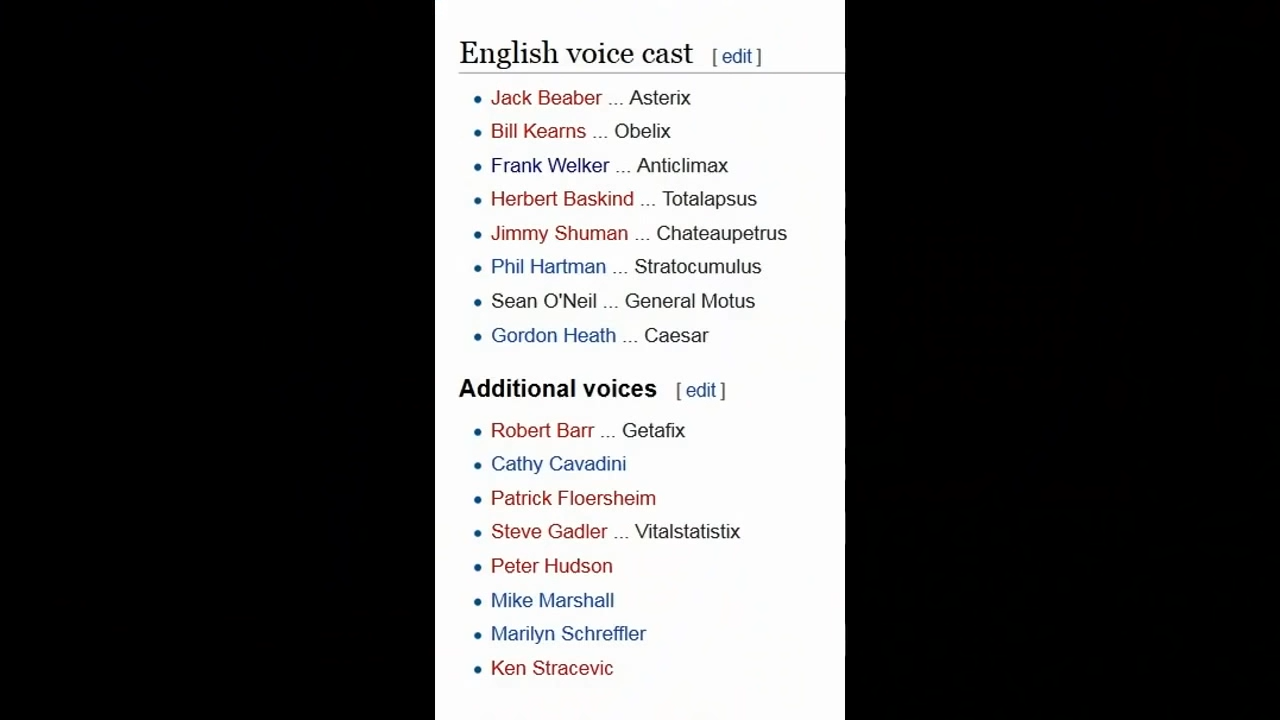 English voice cast [ edit ]
• Jack Beaber ... Asterix
• Bill Kearns ... Obelix
• Frank Welker ... Anticlimax
• Herbert Baskind ... Totalapsus
• Jimmy Shuman ... Chateaupetrus
• Phil Hartman ... Stratocumulus
• Sean O'Neil ... General Motus
• Gordon Heath ... Caesar
Additional voices [ edit ]
• Robert Barr ... Getafix
• Cathy Cavadini
• Patrick Floersheim
• Steve Gadler ... Vitalstatistix
• Peter Hudson
• Mike Marshall
• Marilyn Schreffler
• Ken Stracevic